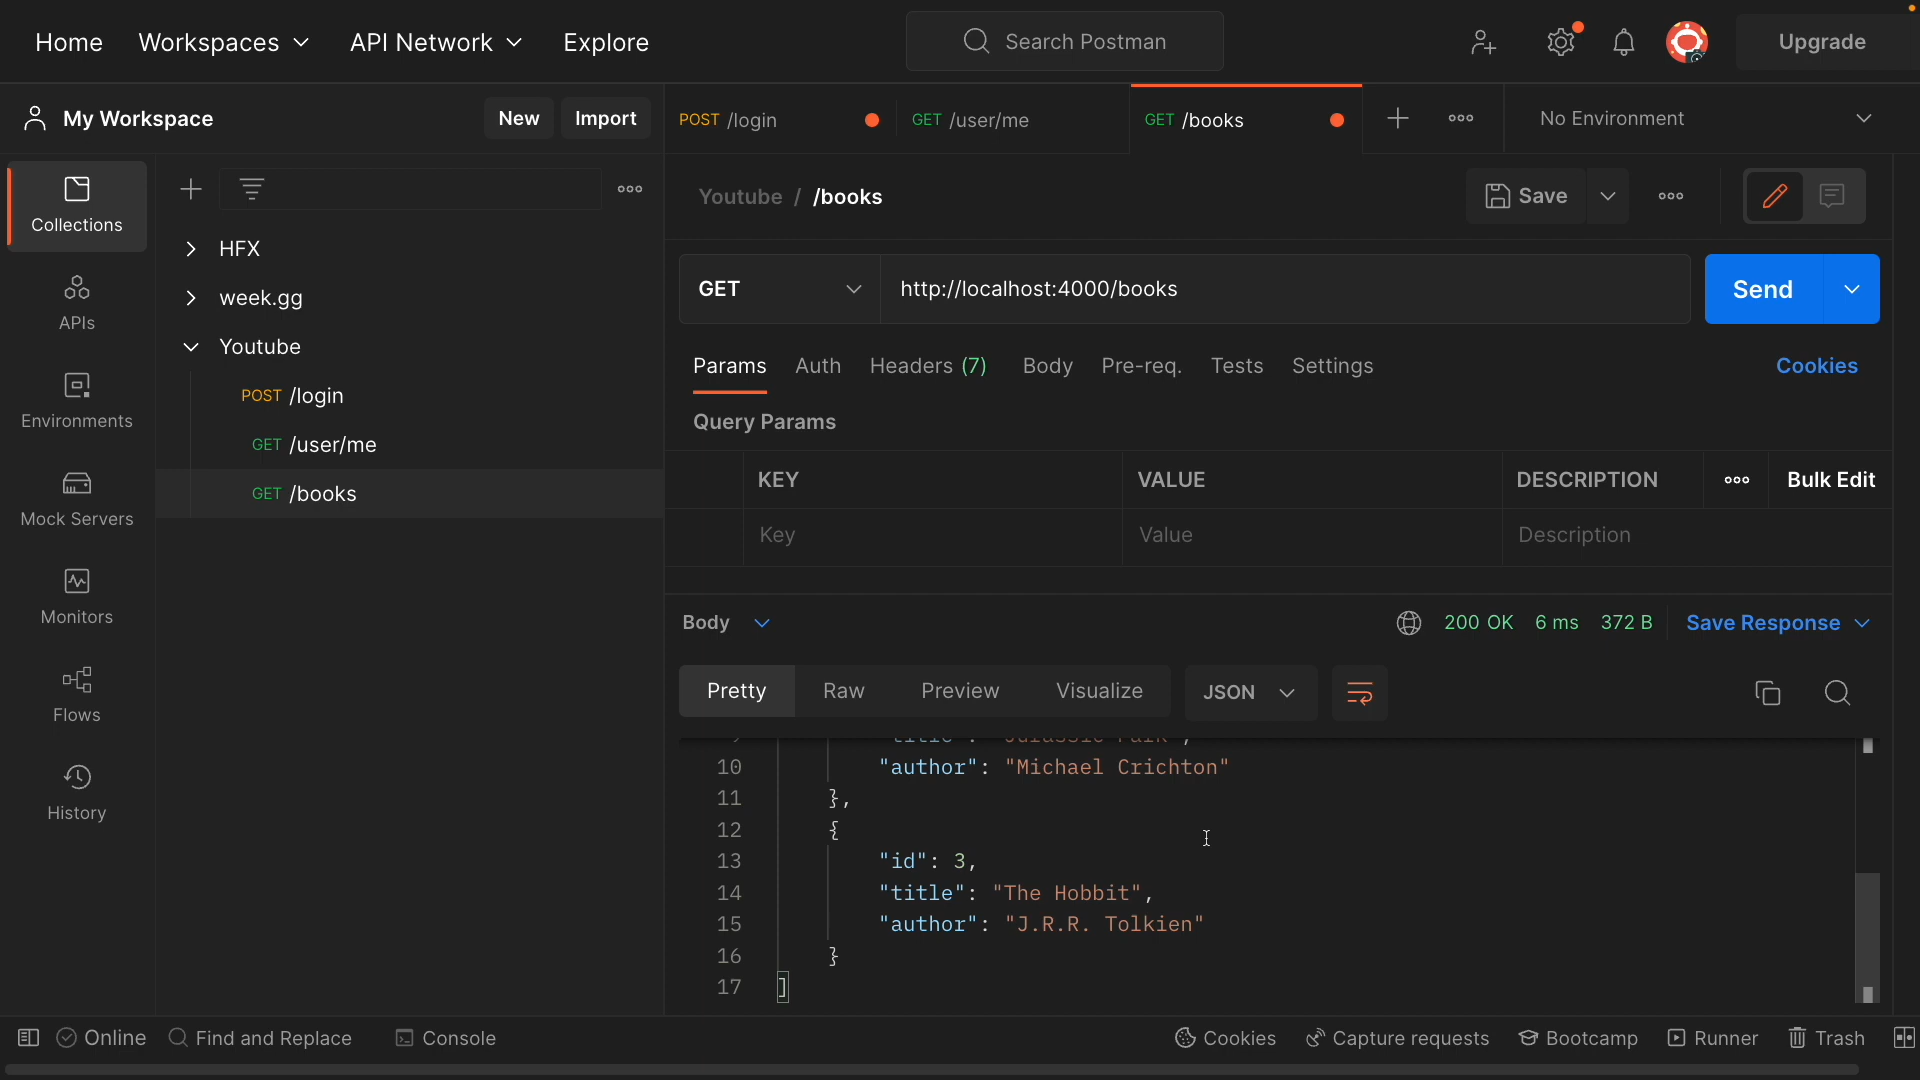 Home Workspaces API Network Explore Search Postman Upgrade
My Workspace New Import POST /login GET /user/me GET /books No Environment
Youtube / /books Save
Collections
HFX
week.gg
Youtube
POST /login
GET /user/me
GET /books
APIs
Environments
Mock Servers
Monitors
Flows
History
GET http://localhost:4000/books Send
Params Auth Headers (7) Body Pre-req. Tests Settings Cookies
Query Params
KEY VALUE DESCRIPTION Bulk Edit
Key Value Description
Body 200 OK 6 ms 372 B Save Response
Pretty Raw Preview Visualize JSON
10 "author": "Michael Crichton"
11 },
12 {
13 "id": 3,
14 "title": "The Hobbit",
15 "author": "J.R.R. Tolkien"
16 }
17 ]
Online Find and Replace Console Cookies Capture requests Bootcamp Runner Trash